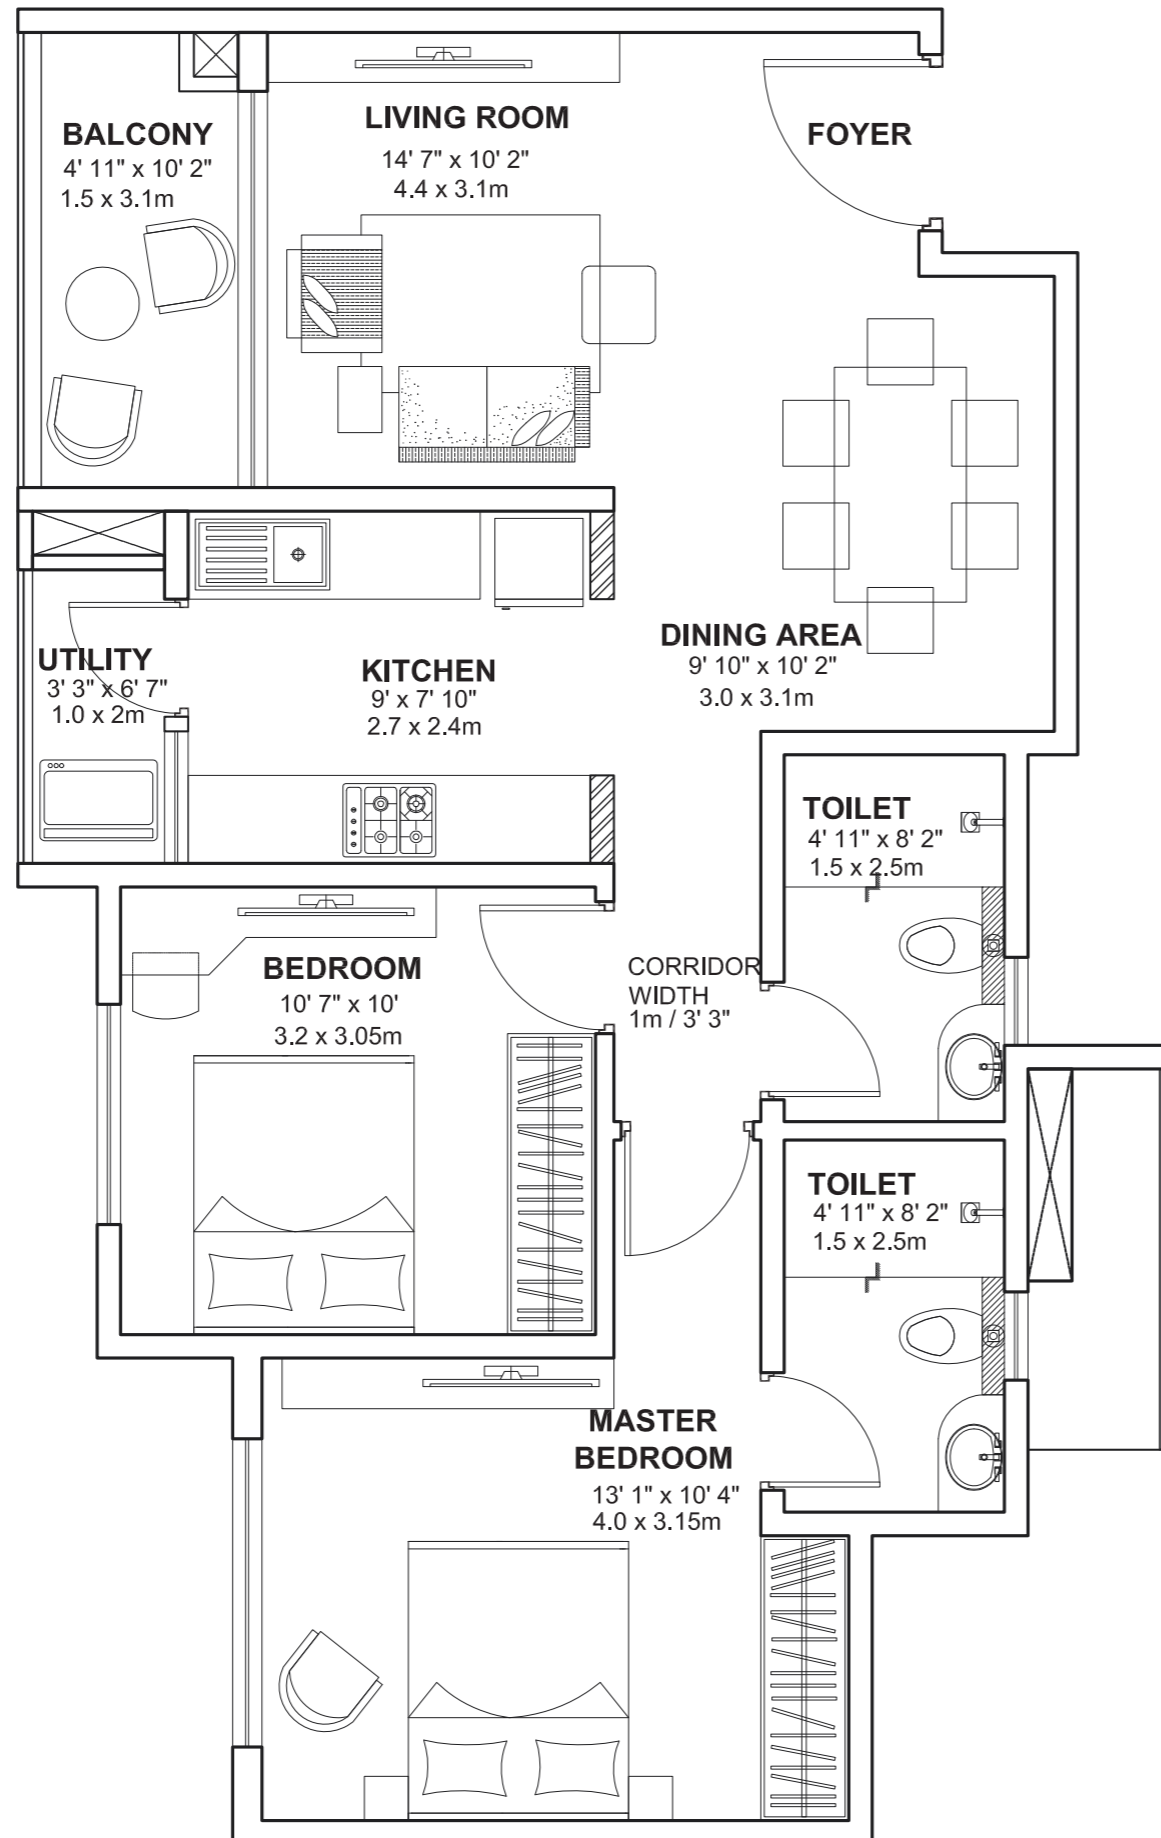 BALCONY
4' 11" x 10' 2"
1.5 x 3.1m
LIVING ROOM
14' 7" x 10' 2"
4.4 x 3.1m
FOYER
DINING AREA
9' 10" x 10' 2"
3.0 x 3.1m
UTILITY
3' 3" x 6' 7"
1.0 x 2m
KITCHEN
9' x 7' 10"
2.7 x 2.4m
TOILET
4' 11" x 8' 2"
1.5 x 2.5m
BEDROOM
10' 7" x 10'
3.2 x 3.05m
CORRIDOR
WIDTH
1m / 3' 3"
TOILET
4' 11" x 8' 2"
1.5 x 2.5m
MASTER
BEDROOM
13' 1" x 10' 4"
4.0 x 3.15m